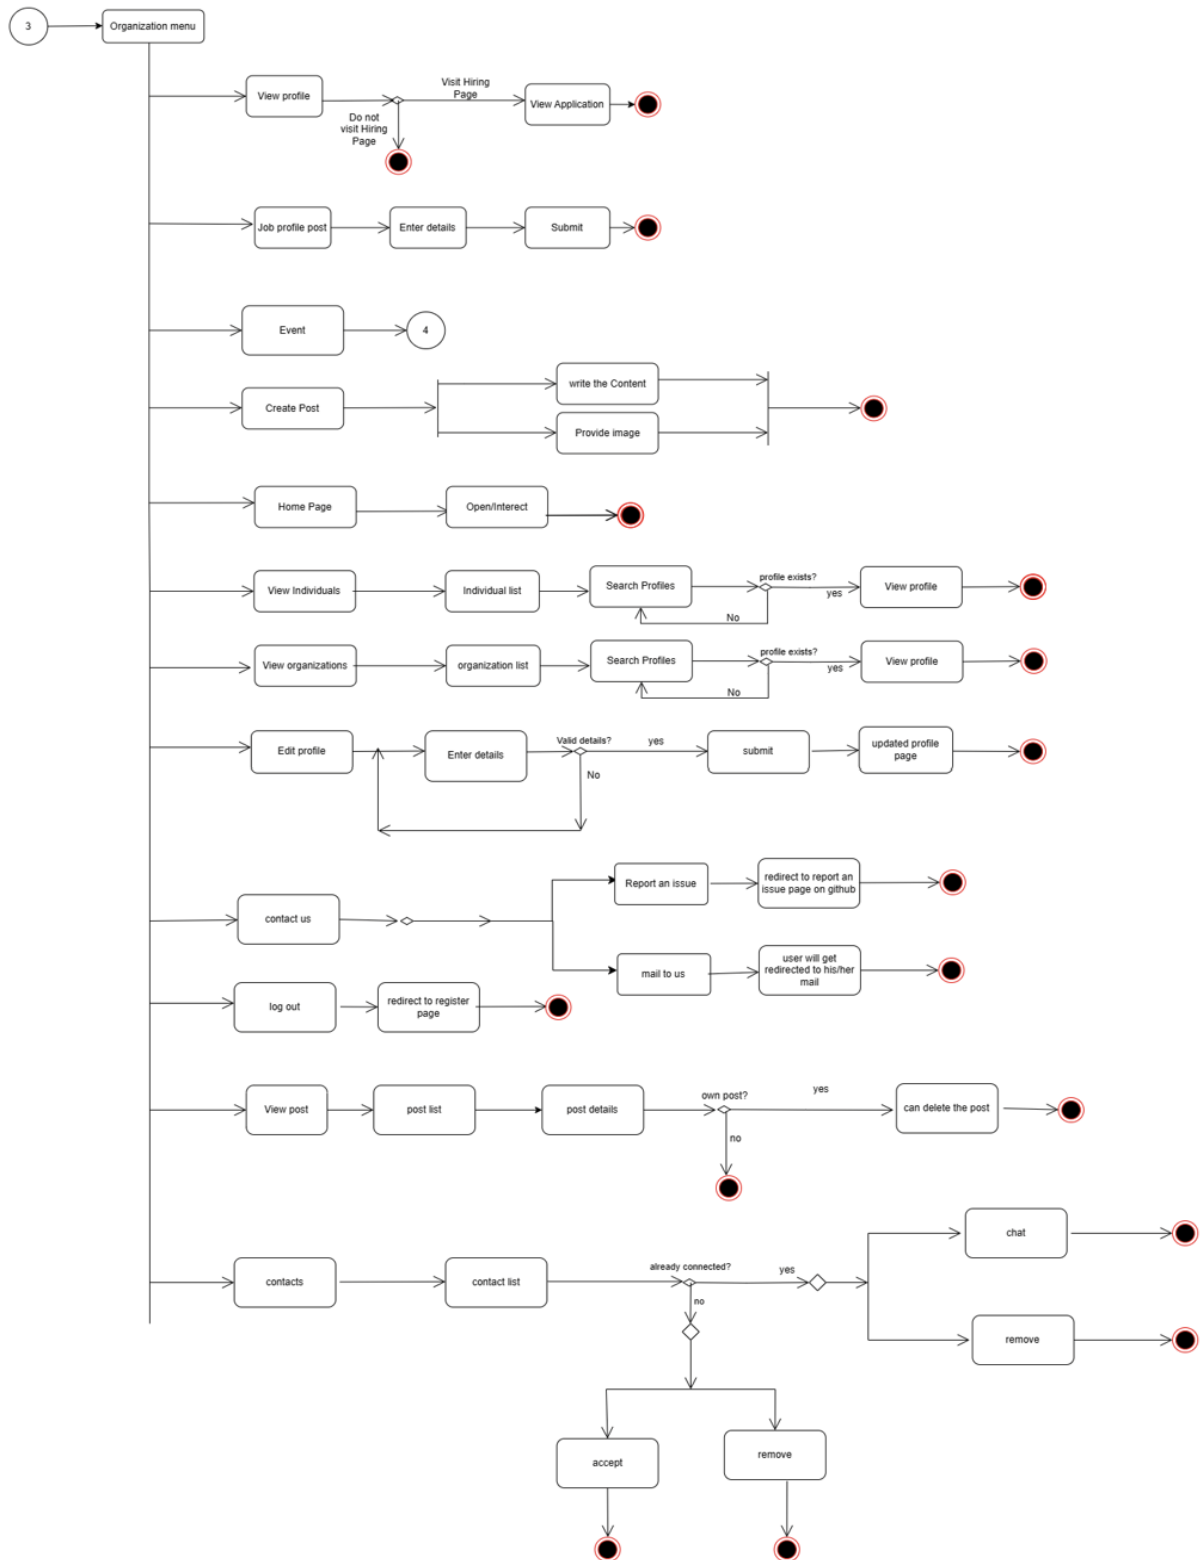 3
Organization menu
View profile
Visit Hiring
Page
View Application
Do not
visit Hiring
Page
Job profile post
Enter details
Submit
Event
4
Create Post
write the Content
Provide image
Home Page
Open/Interect
View Individuals
Individual list
Search Profiles
profile exists?
yes
No
View profile
View organizations
organization list
Search Profiles
profile exists?
yes
No
View profile
Edit profile
Enter details
Valid details?
yes
No
submit
updated profile
page
contact us
Report an issue
redirect to report an
issue page on github
mail to us
user will get
redirected to his/her
mail
log out
redirect to register
page
View post
post list
post details
own post?
yes
no
can delete the post
contacts
contact list
already connected?
yes
no
chat
remove
accept
remove